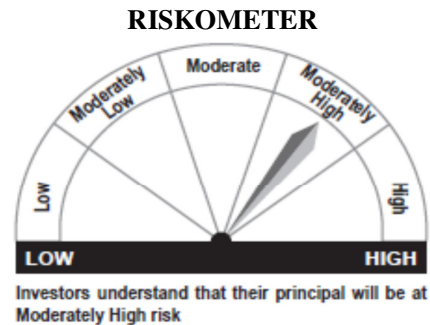 RISKOMETER
Moderate
Moderately
Low
Moderately
High
Low
High
LOW HIGH
Investors understand that their principal will be at
Moderately High risk